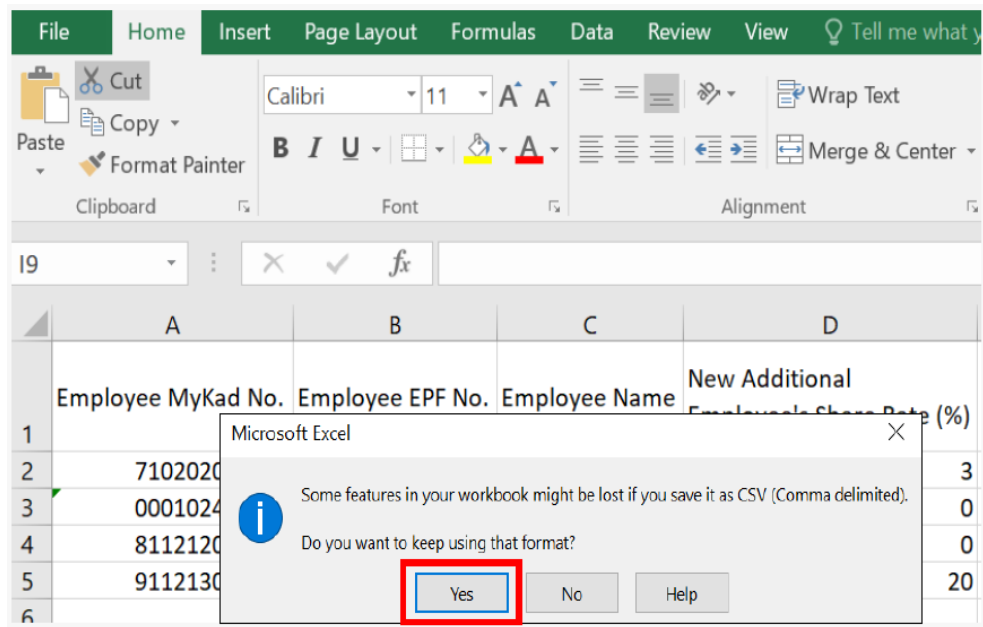 File Home Insert Page Layout Formulas Data Review View Tell me what
Cut
Copy
Paste
Format Painter
Clipboard
Calibri 11 A A
B I U A
Font
Wrap Text
Merge & Center
Alignment
I9 fx
A B C D
1 Employee MyKad No. Employee EPF No. Employee Name New Additional
Employee's Share Rate (%)
Microsoft Excel
Some features in your workbook might be lost if you save it as CSV (Comma delimited).
Do you want to keep using that format?
Yes No Help
2 7102020 3
3 0001024 0
4 8112120 0
5 9112130 20
6